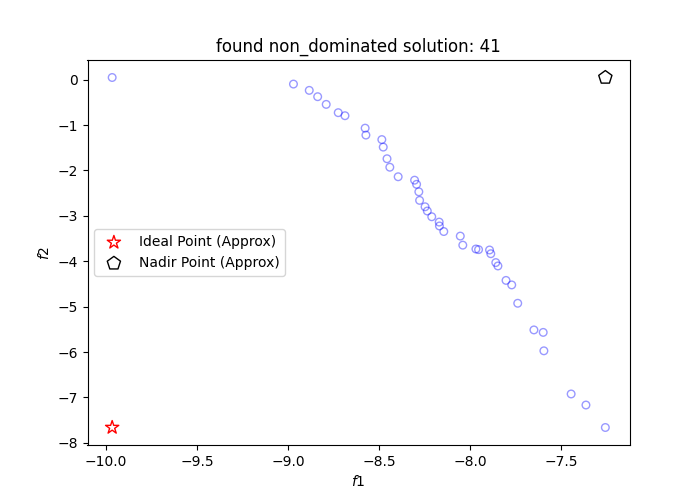 found non_dominated solution: 41
0
−1
−2
−3
−4
−5
−6
−7
−8
f2
Ideal Point (Approx)
Nadir Point (Approx)
−10.0 −9.5 −9.0 −8.5 −8.0 −7.5
f1